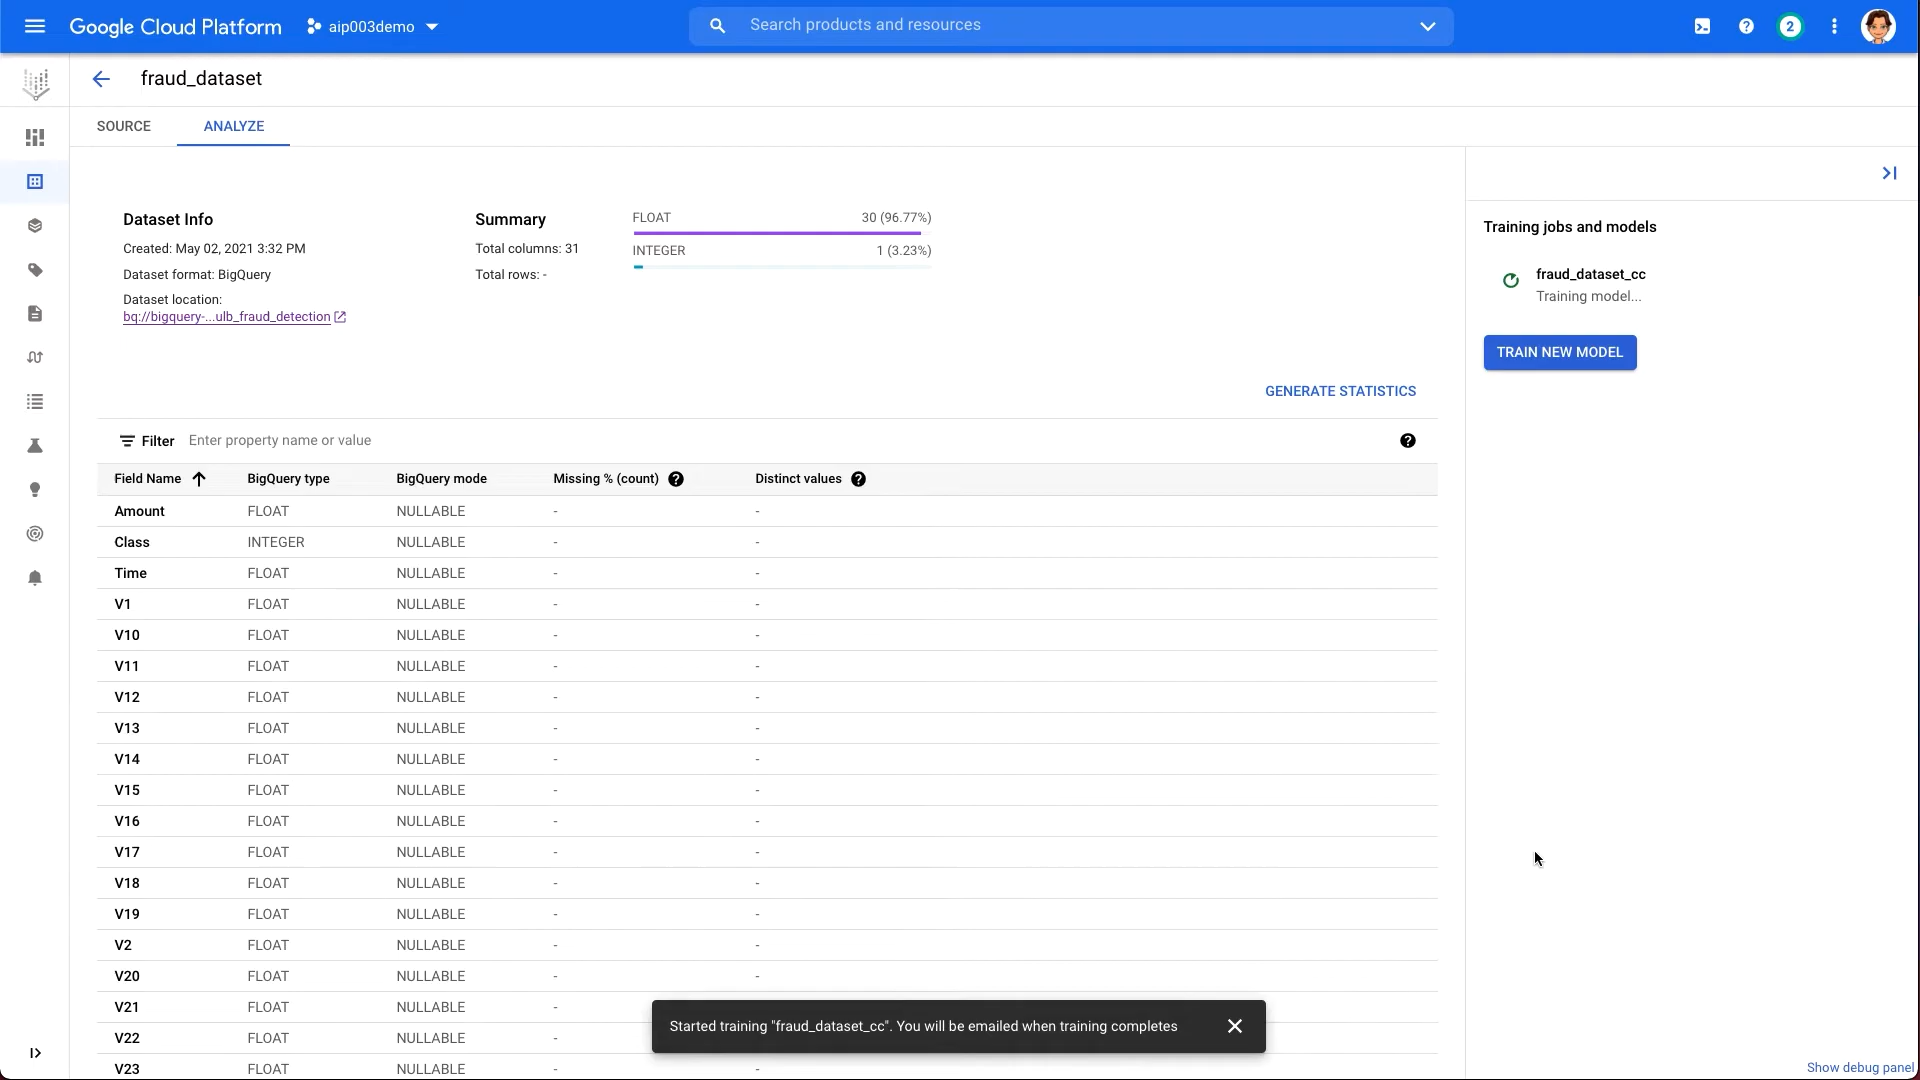 Google Cloud Platform
aip003demo
Search products and resources
2
fraud_dataset
SOURCE
ANALYZE
Dataset Info
Created: May 02, 2021 3:32 PM
Dataset format: BigQuery
Dataset location:
bq://bigquery-...ulb_fraud_detection
Summary
Total columns: 31
Total rows: -
FLOAT 30 (96.77%)
INTEGER 1 (3.23%)
Training jobs and models
fraud_dataset_cc
Training model...
TRAIN NEW MODEL
GENERATE STATISTICS
Filter Enter property name or value
Field Name BigQuery type BigQuery mode Missing % (count) Distinct values
Amount FLOAT NULLABLE - -
Class INTEGER NULLABLE - -
Time FLOAT NULLABLE - -
V1 FLOAT NULLABLE - -
V10 FLOAT NULLABLE - -
V11 FLOAT NULLABLE - -
V12 FLOAT NULLABLE - -
V13 FLOAT NULLABLE - -
V14 FLOAT NULLABLE - -
V15 FLOAT NULLABLE - -
V16 FLOAT NULLABLE - -
V17 FLOAT NULLABLE - -
V18 FLOAT NULLABLE - -
V19 FLOAT NULLABLE - -
V2 FLOAT NULLABLE - -
V20 FLOAT NULLABLE - -
V21 FLOAT NULLABLE -
V22 FLOAT NULLABLE -
V23 FLOAT NULLABLE - -
Started training "fraud_dataset_cc". You will be emailed when training completes
Show debug panel